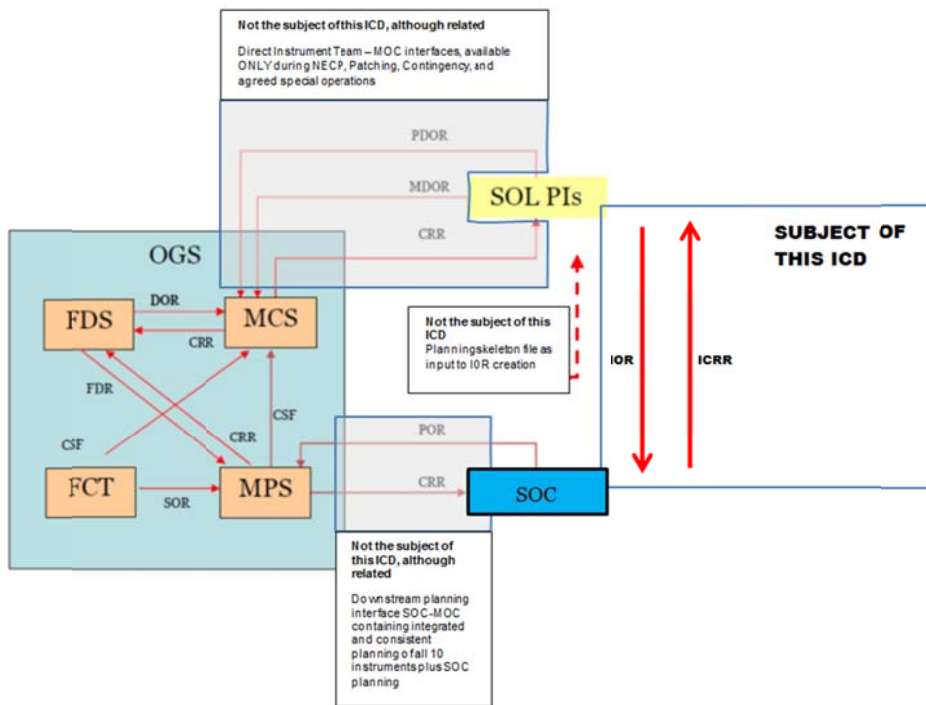 Not the subject of this ICD, although related
Direct Instrument Team – MOC interfaces, available
ONLY during NECP, Patching, Contingency, and
agreed special operations
PDOR
MDOR
SOL PIs
CRR
SUBJECT OF
THIS ICD
OGS
DOR
FDS
MCS
CRR
Not the subject of this
ICD
Planning skeleton file as
input to IOR creation
IOR
ICRR
FDR
CSF
CRR
CSF
POR
FCT
SOR
MPS
CRR
SOC
Not the subject of
this ICD, although
related
Downstream planning
interface SOC-MOC
containing integrated
and consistent
planning of all 10
instruments plus SOC
planning